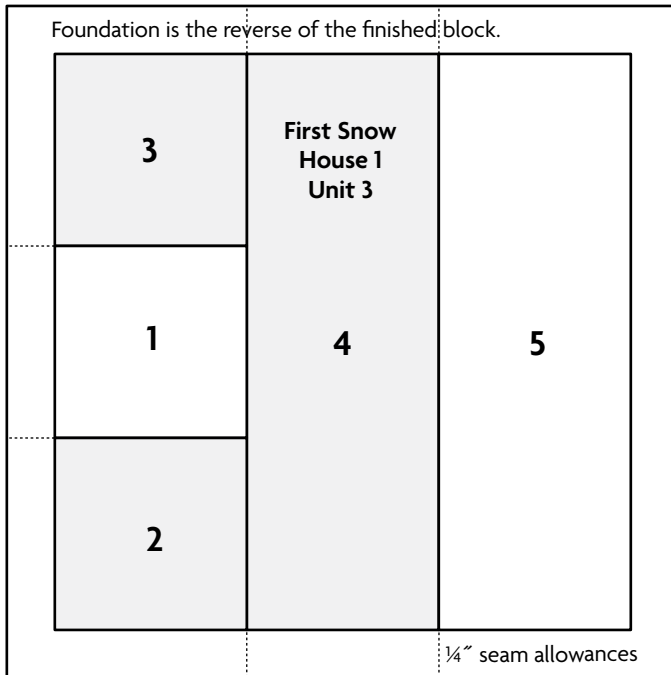 Foundation is the reverse of the finished block.
3
First Snow
House 1
Unit 3
1
4
5
2
¼˝ seam allowances